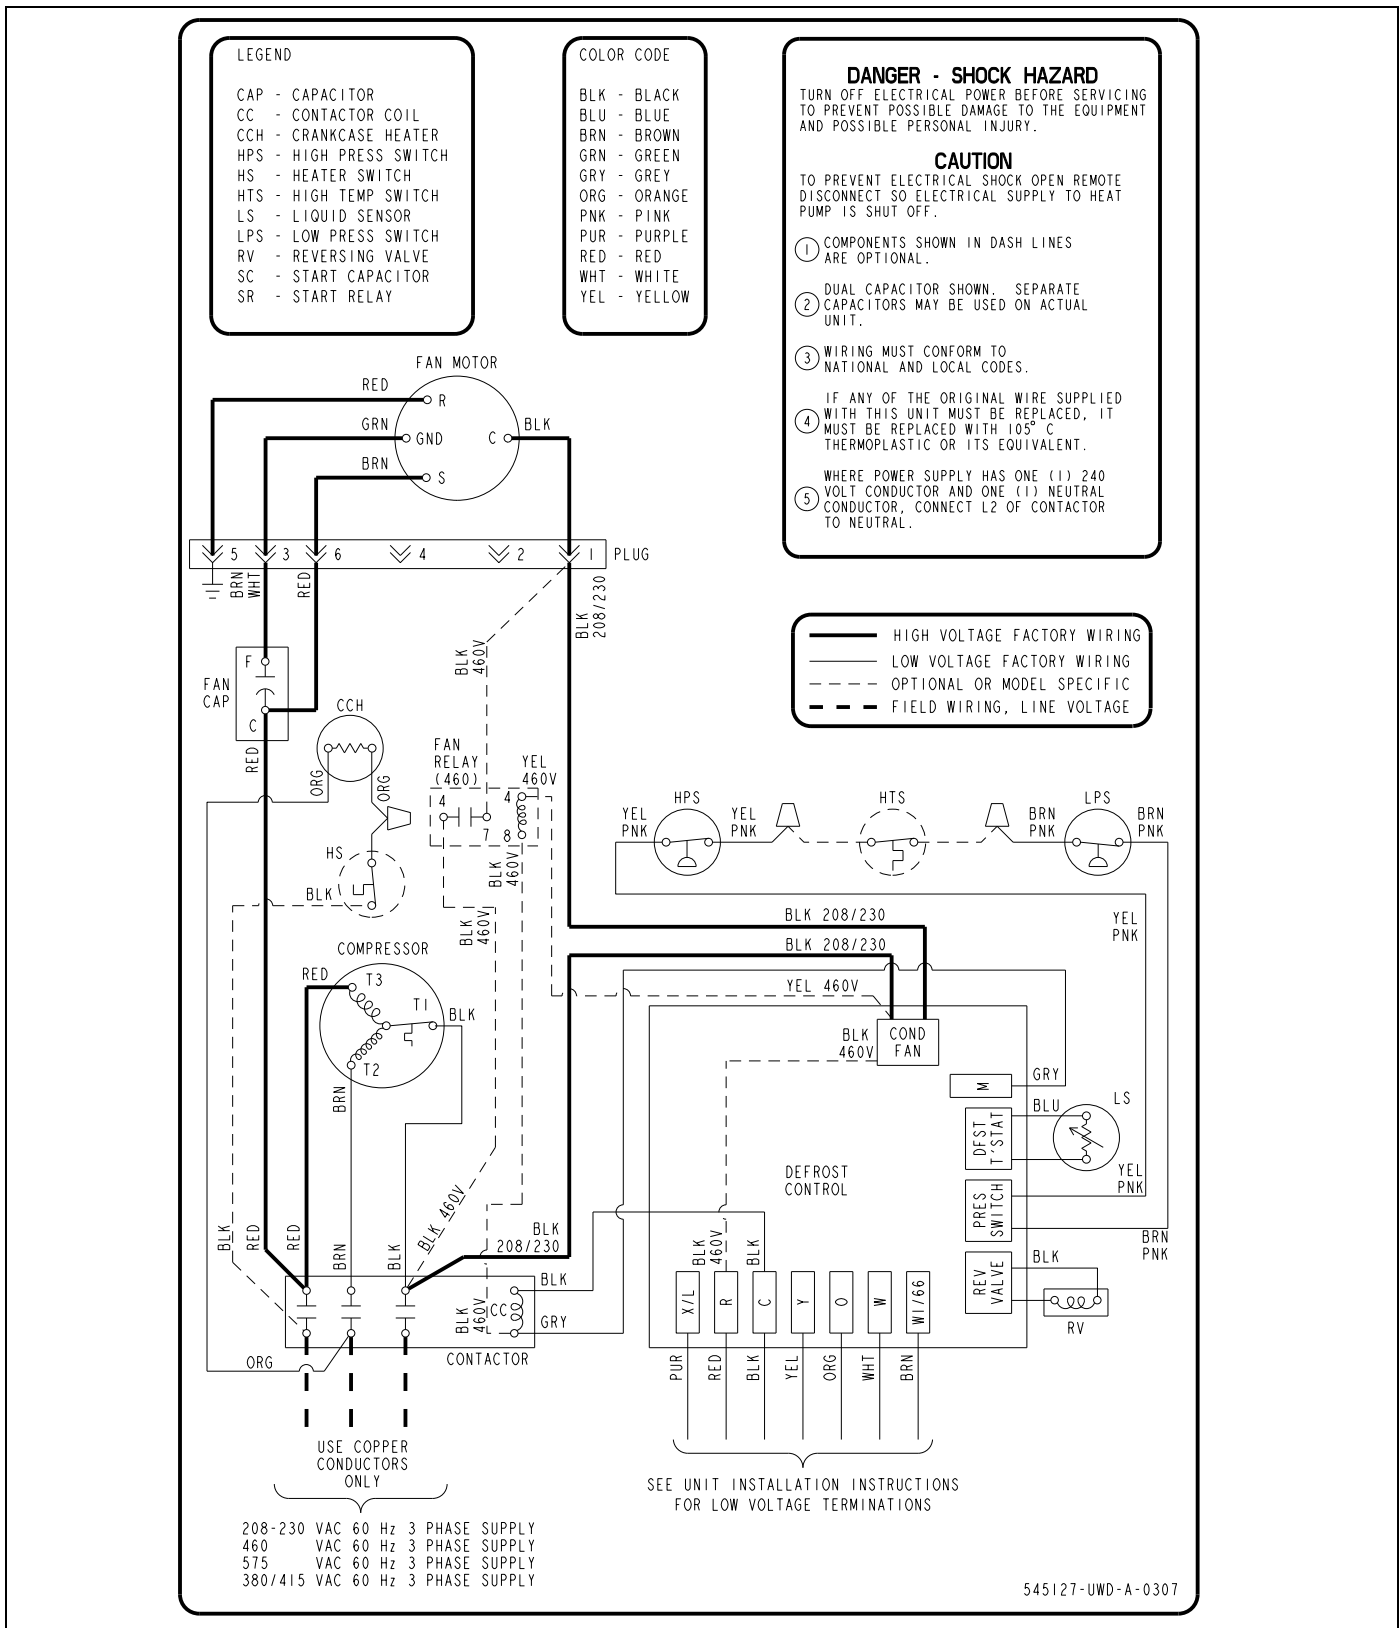 LEGEND
CAP - CAPACITOR
CC - CONTACTOR COIL
CCH - CRANKCASE HEATER
HPS - HIGH PRESS SWITCH
HS - HEATER SWITCH
HTS - HIGH TEMP SWITCH
LS - LIQUID SENSOR
LPS - LOW PRESS SWITCH
RV - REVERSING VALVE
SC - START CAPACITOR
SR - START RELAY
COLOR CODE
BLK - BLACK
BLU - BLUE
BRN - BROWN
GRN - GREEN
GRY - GREY
ORG - ORANGE
PNK - PINK
PUR - PURPLE
RED - RED
WHT - WHITE
YEL - YELLOW
DANGER - SHOCK HAZARD
TURN OFF ELECTRICAL POWER BEFORE SERVICING
TO PREVENT POSSIBLE DAMAGE TO THE EQUIPMENT
AND POSSIBLE PERSONAL INJURY.
CAUTION
TO PREVENT ELECTRICAL SHOCK OPEN REMOTE
DISCONNECT SO ELECTRICAL SUPPLY TO HEAT
PUMP IS SHUT OFF.
1 COMPONENTS SHOWN IN DASH LINES
ARE OPTIONAL.
2 DUAL CAPACITOR SHOWN. SEPARATE
CAPACITORS MAY BE USED ON ACTUAL
UNIT.
3 WIRING MUST CONFORM TO
NATIONAL AND LOCAL CODES.
4 IF ANY OF THE ORIGINAL WIRE SUPPLIED
WITH THIS UNIT MUST BE REPLACED, IT
MUST BE REPLACED WITH 105° C
THERMOPLASTIC OR ITS EQUIVALENT.
5 WHERE POWER SUPPLY HAS ONE (1) 240
VOLT CONDUCTOR AND ONE (1) NEUTRAL
CONDUCTOR, CONNECT L2 OF CONTACTOR
TO NEUTRAL.
HIGH VOLTAGE FACTORY WIRING
LOW VOLTAGE FACTORY WIRING
OPTIONAL OR MODEL SPECIFIC
FIELD WIRING, LINE VOLTAGE
FAN MOTOR
RED
R
GRN
GND
C
BLK
BRN
S
5
3
6
4
2
1
PLUG
BRN
WHT
RED
BLK
208/230
BLK
460V
F
FAN
CAP
C
RED
CCH
ORG
ORG
HS
BLK
FAN
RELAY
(460)
YEL
460V
4
4
7
8
BLK
460V
BLK
460V
HPS
YEL
PNK
YEL
PNK
HTS
BRN
PNK
LPS
BRN
PNK
YEL
PNK
BLK 208/230
BLK 208/230
YEL 460V
COMPRESSOR
RED
T3
T1
BLK
T2
BRN
BLK
460V
COND
FAN
M
GRY
BLU
LS
DFST
T'STAT
YEL
PNK
DEFROST
CONTROL
PRES
SWITCH
BRN
PNK
REV
VALVE
BLK
RV
BLK
RED
RED
BRN
BLK
BLK 460V
BLK
208/230
BLK
CC
BLK
460V
GRY
CONTACTOR
ORG
BLK
460V
BLK
X/L
R
C
Y
O
W
W1/66
PUR
RED
BLK
YEL
ORG
WHT
BRN
USE COPPER
CONDUCTORS
ONLY
SEE UNIT INSTALLATION INSTRUCTIONS
FOR LOW VOLTAGE TERMINATIONS
208-230 VAC 60 Hz 3 PHASE SUPPLY
460 VAC 60 Hz 3 PHASE SUPPLY
575 VAC 60 Hz 3 PHASE SUPPLY
380/415 VAC 60 Hz 3 PHASE SUPPLY
545127-UWD-A-0307